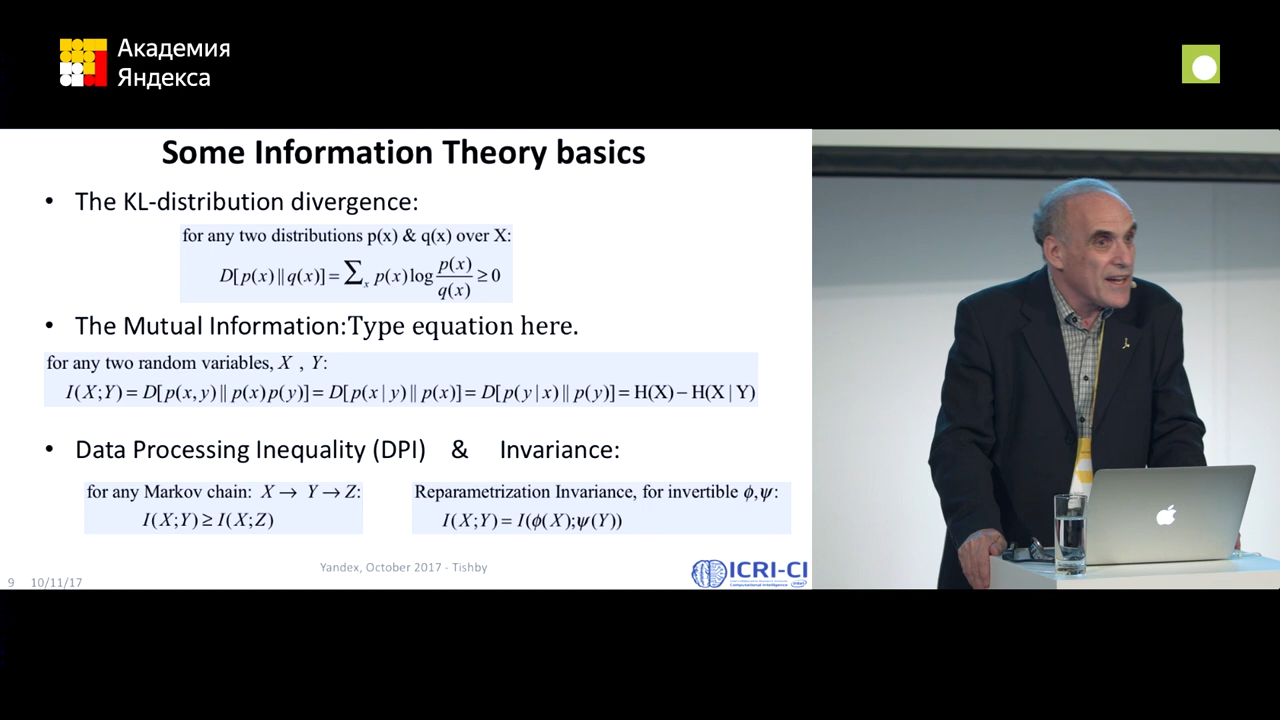 Академия
Яндекса
Some Information Theory basics
• The KL-distribution divergence:
for any two distributions p(x) & q(x) over X:
D[p(x)||q(x)] = ∑ₓ p(x)log p(x)/q(x) ≥ 0
• The Mutual Information:Type equation here.
for any two random variables, X , Y:
I(X;Y) = D[p(x,y)||p(x)p(y)] = D[p(x|y)||p(x)] = D[p(y|x)||p(y)] = H(X) − H(X|Y)
• Data Processing Inequality (DPI) & Invariance:
for any Markov chain: X → Y → Z:
I(X;Y) ≥ I(X;Z)
Reparametrization Invariance, for invertible ϕ,ψ:
I(X;Y) = I(ϕ(X);ψ(Y))
Yandex, October 2017 - Tishby
9 10/11/17
ICRI-CI